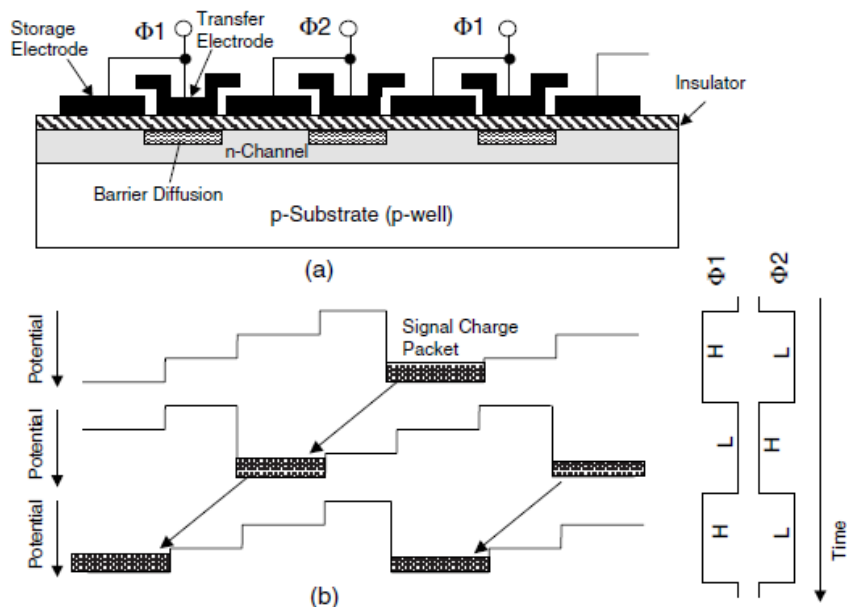 Storage
Electrode
Φ1
Transfer
Electrode
Φ2
Φ1
Insulator
n-Channel
Barrier Diffusion
p-Substrate (p-well)
(a)
Φ1
Φ2
Potential
Signal Charge
Packet
H
L
Potential
L
H
Potential
H
L
Time
(b)